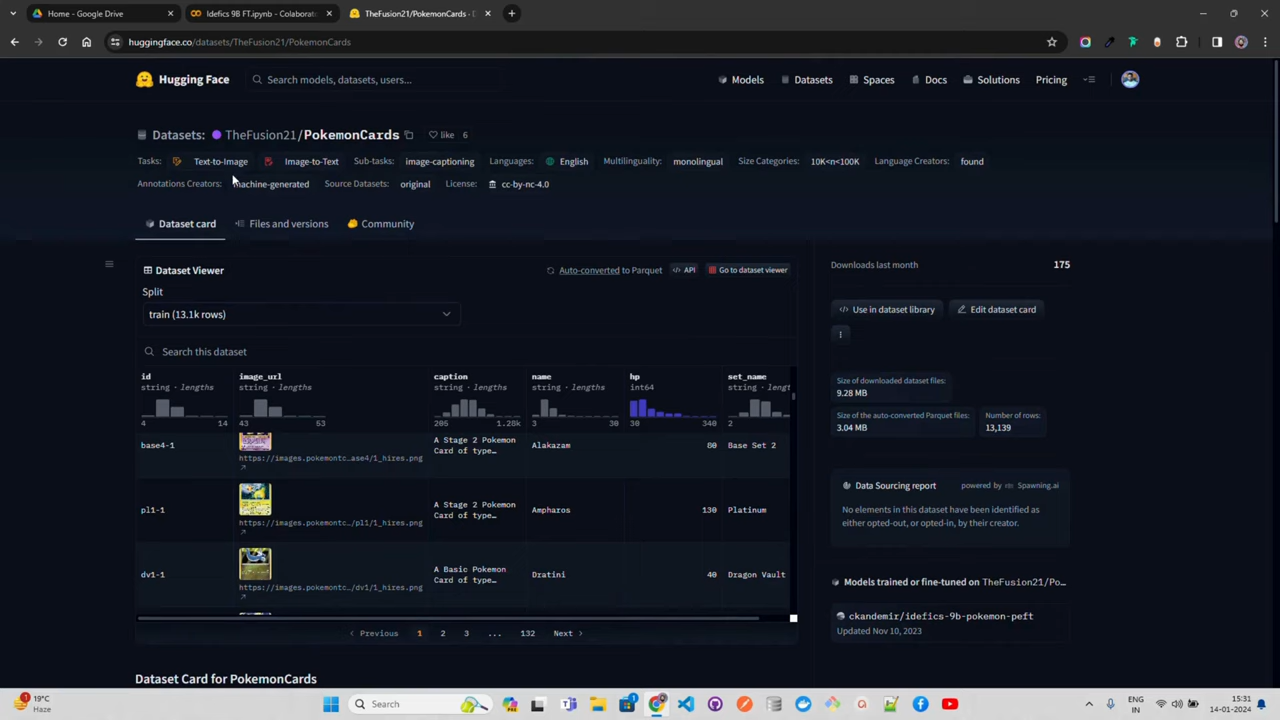 Home - Google Drive
Idefics 9B FT.ipynb - Colaborat
TheFusion21/PokemonCards · D
huggingface.co/datasets/TheFusion21/PokemonCards
Hugging Face
Search models, datasets, users...
Models
Datasets
Spaces
Docs
Solutions
Pricing
Datasets: TheFusion21/PokemonCards like 6
Tasks: Text-to-Image Image-to-Text Sub-tasks: image-captioning Languages: English Multilinguality: monolingual Size Categories: 10K<n<100K Language Creators: found
Annotations Creators: machine-generated Source Datasets: original License: cc-by-nc-4.0
Dataset card Files and versions Community
Dataset Viewer
Auto-converted to Parquet API Go to dataset viewer
Split
train (13.1k rows)
Search this dataset
id image_url caption name hp set_name
string · lengths string · lengths string · lengths string · lengths int64 string · lengths
4 14 43 53 205 1.28k 3 30 30 340 2
base4-1 https://images.pokemontc_ase4/1_hires.png A Stage 2 Pokemon Card of type… Alakazam 80 Base Set 2
pl1-1 https://images.pokemontc_/pl1/1_hires.png A Stage 2 Pokemon Card of type… Ampharos 130 Platinum
dv1-1 https://images.pokemontc_/dv1/1_hires.png A Basic Pokemon Card of type… Dratini 40 Dragon Vault
Previous 1 2 3 ... 132 Next
Dataset Card for PokemonCards
Downloads last month 175
Use in dataset library Edit dataset card
Size of downloaded dataset files:
9.28 MB
Size of the auto-converted Parquet files: Number of rows:
3.04 MB 13,139
Data Sourcing report powered by Spawning.ai
No elements in this dataset have been identified as
either opted-out, or opted-in, by their creator.
Models trained or fine-tuned on TheFusion21/Po…
ckandemir/idefics-9b-pokemon-peft
Updated Nov 10, 2023
1
19°C
Haze
Search
ENG
IN
15:31
14-01-2024